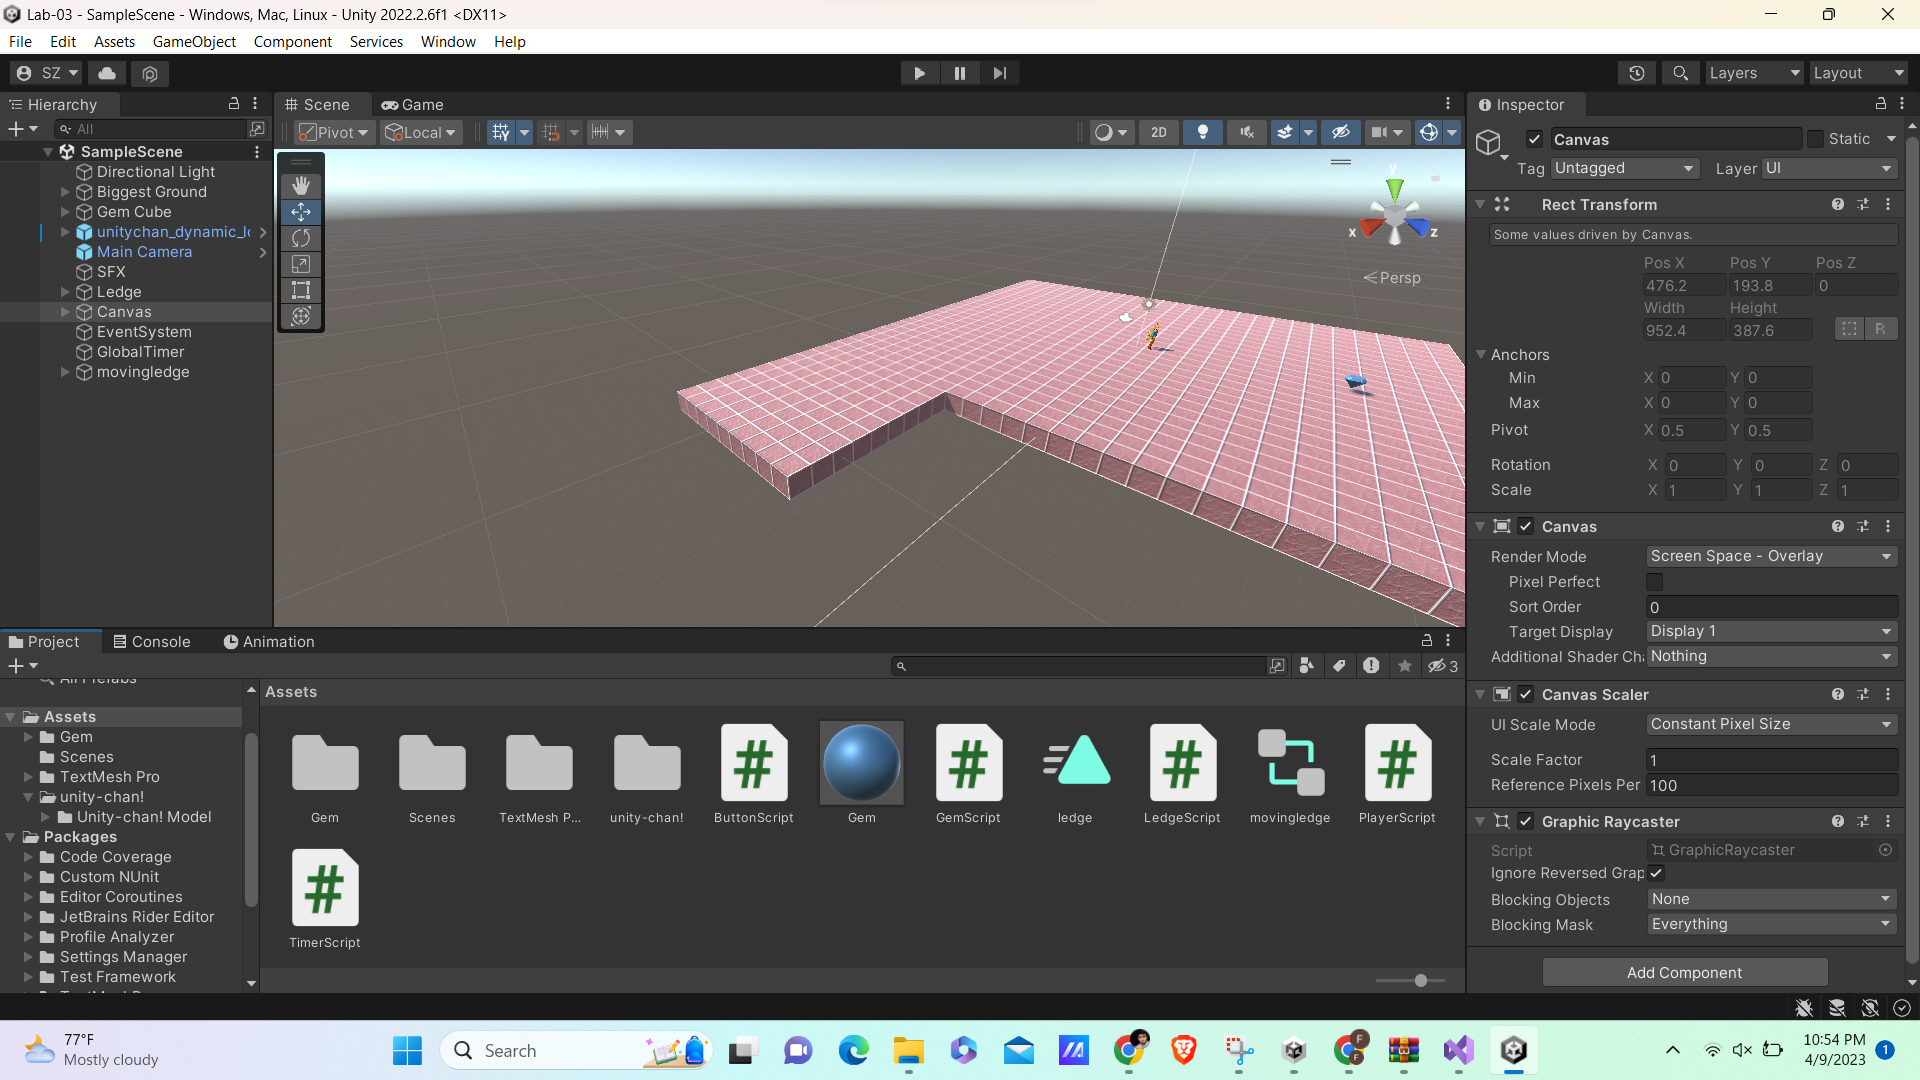 Lab-03 - SampleScene - Windows, Mac, Linux - Unity 2022.2.6f1 <DX11>
File Edit Assets GameObject Component Services Window Help
SZ
Layers Layout
Hierarchy
All
SampleScene
Directional Light
Biggest Ground
Gem Cube
unitychan_dynamic_lo
Main Camera
SFX
Ledge
Canvas
EventSystem
GlobalTimer
movingledge
Scene Game
Pivot Local 2D
y
x z
Persp
Inspector
Canvas Static
Tag Untagged Layer UI
Rect Transform
Some values driven by Canvas.
Pos X Pos Y Pos Z
476.2 193.8 0
Width Height
952.4 387.6 R
Anchors
Min X 0 Y 0
Max X 0 Y 0
Pivot X 0.5 Y 0.5
Rotation X 0 Y 0 Z 0
Scale X 1 Y 1 Z 1
Canvas
Render Mode Screen Space - Overlay
Pixel Perfect
Sort Order 0
Target Display Display 1
Additional Shader Cha Nothing
Canvas Scaler
UI Scale Mode Constant Pixel Size
Scale Factor 1
Reference Pixels Per 100
Graphic Raycaster
Script GraphicRaycaster
Ignore Reversed Grap
Blocking Objects None
Blocking Mask Everything
Add Component
Project Console Animation
3
All Prefabs
Assets
Gem
Scenes
TextMesh Pro
unity-chan!
Unity-chan! Model
Packages
Code Coverage
Custom NUnit
Editor Coroutines
JetBrains Rider Editor
Profile Analyzer
Settings Manager
Test Framework
Assets
Gem Scenes TextMesh P... unity-chan! ButtonScript Gem GemScript ledge LedgeScript movingledge PlayerScript
TimerScript
77°F
Mostly cloudy
Search
F
F
10:54 PM
4/9/2023
1